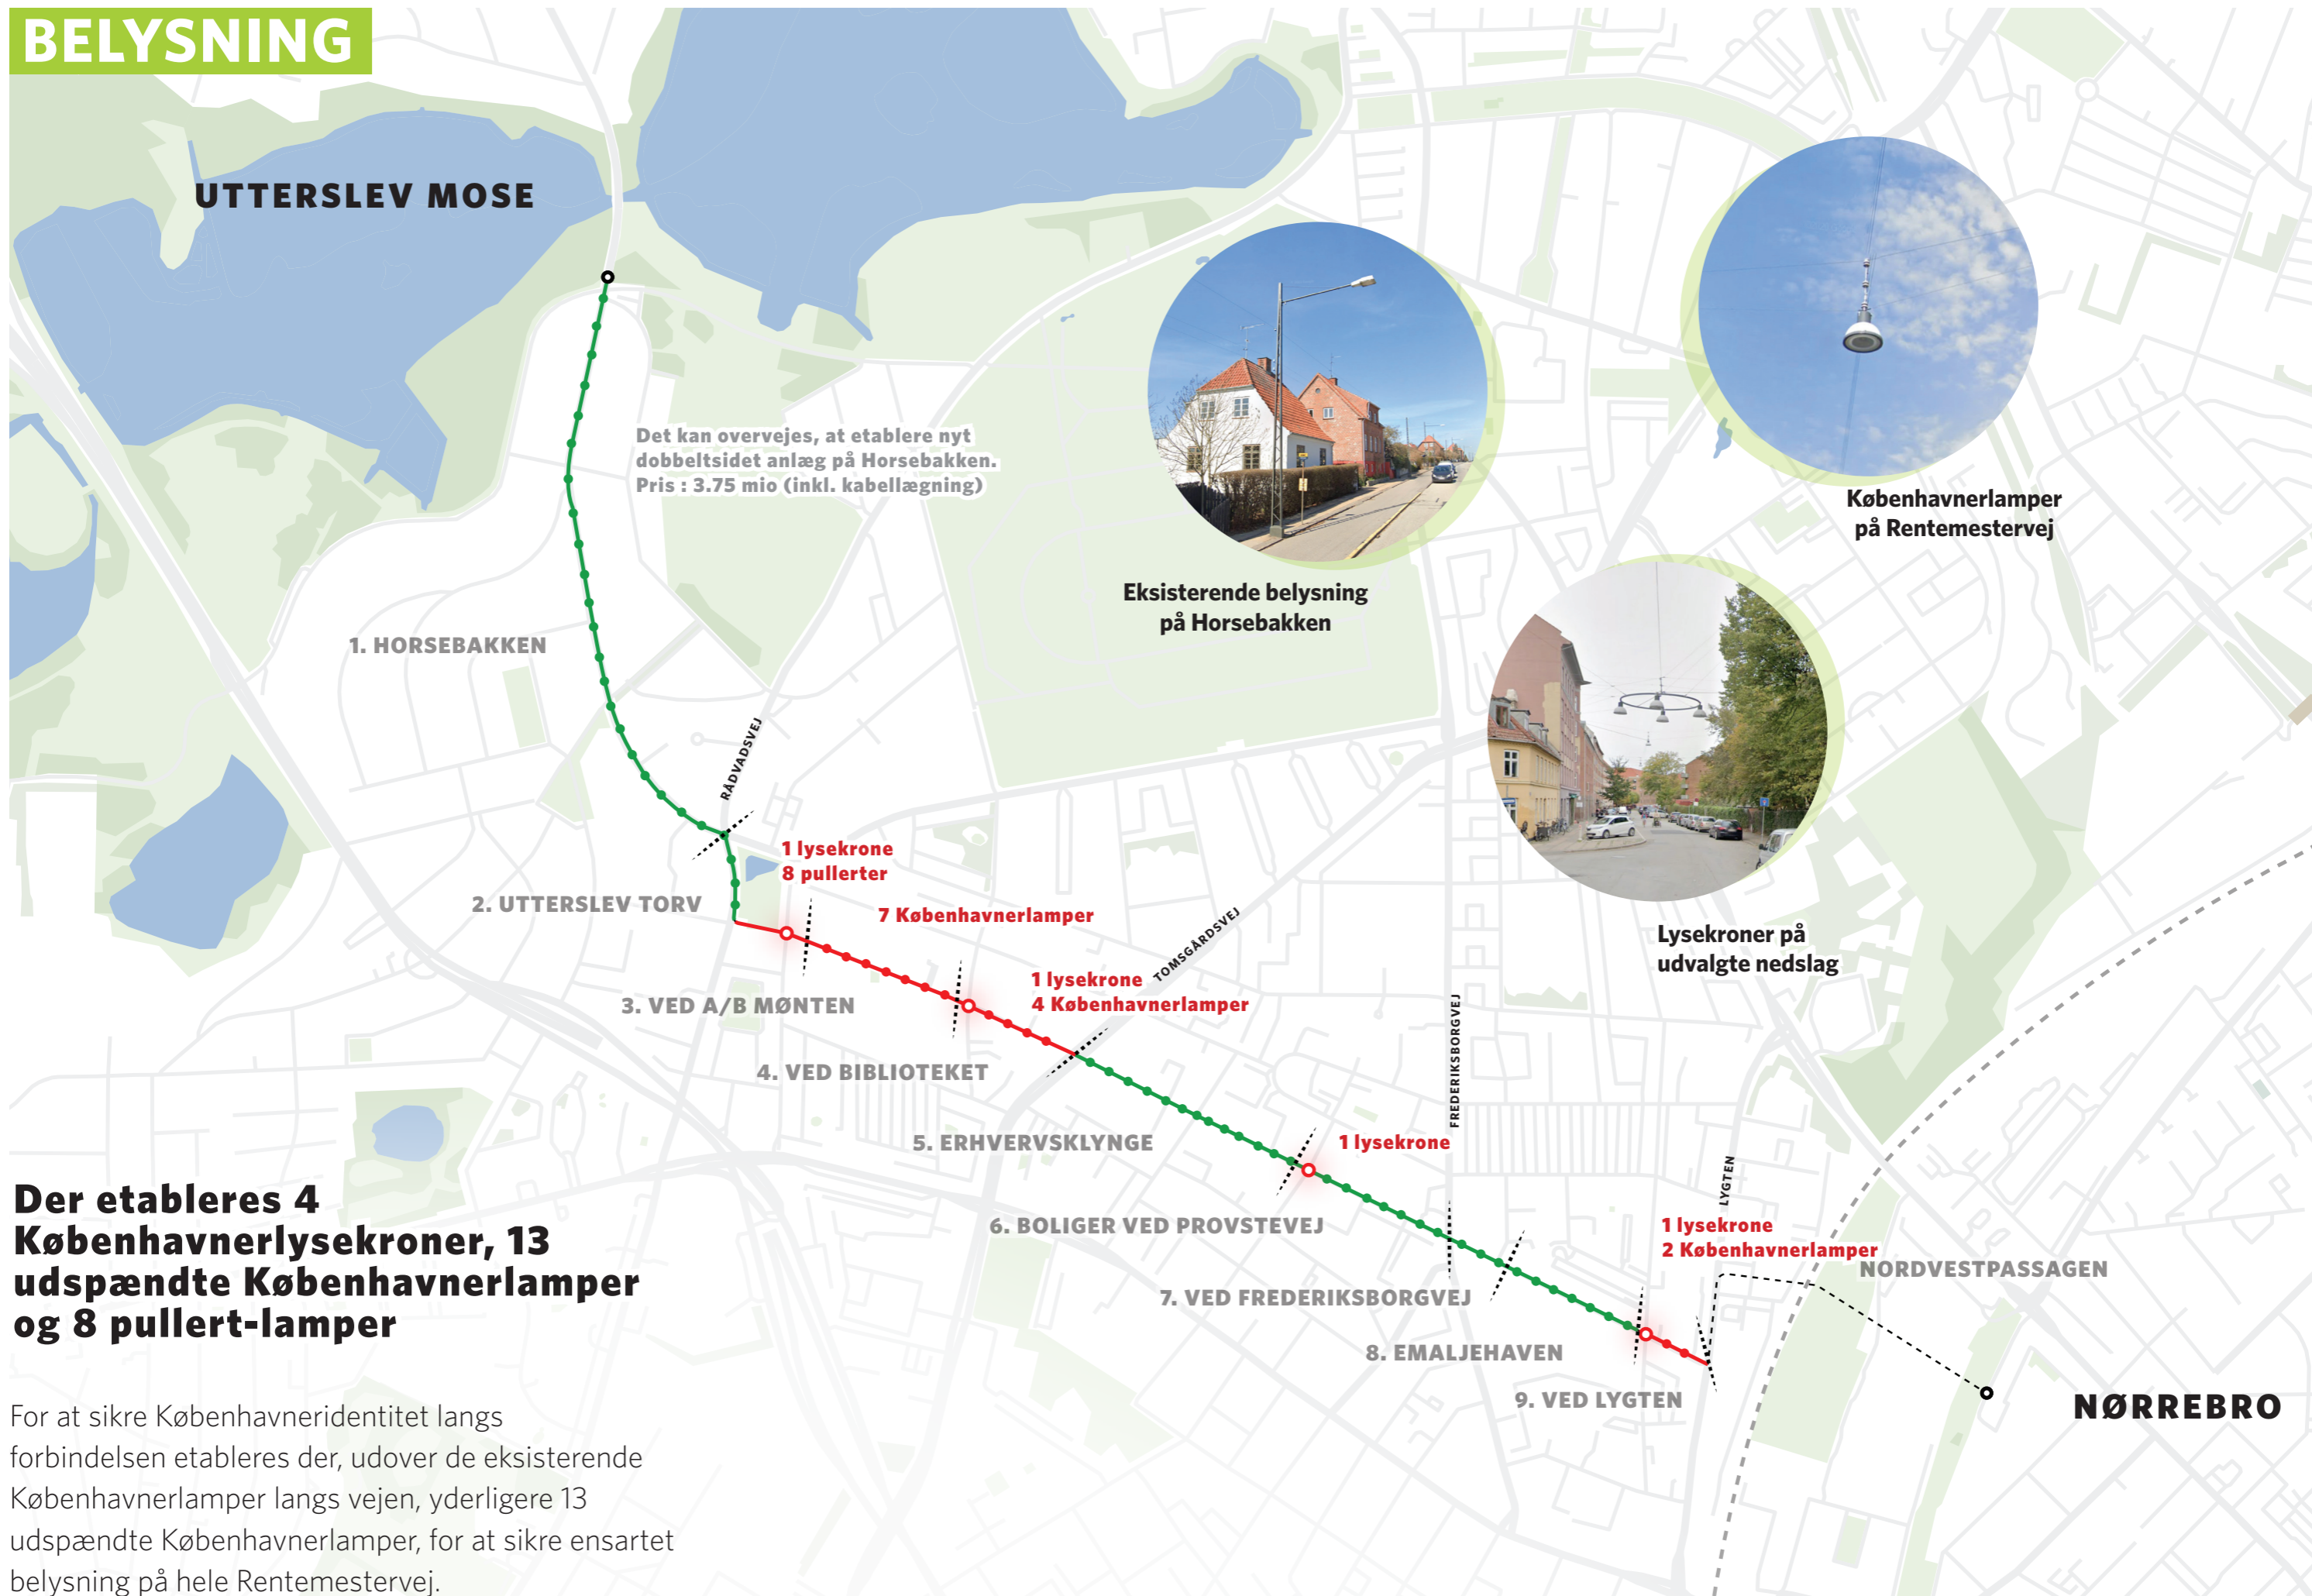 BELYSNING
UTTERSLEV MOSE
Det kan overvejes, at etablere nyt
dobbeltsidet anlæg på Horsebakken.
Pris : 3.75 mio (inkl. kabellægning)
Eksisterende belysning
på Horsebakken
Københavnerlamper
på Rentemestervej
Lysekroner på
udvalgte nedslag
1. HORSEBAKKEN
RÅDVADSVEJ
1 lysekrone
8 pullerter
2. UTTERSLEV TORV
7 Københavnerlamper
3. VED A/B MØNTEN
1 lysekrone
4 Københavnerlamper
TOMSGÅRDSVEJ
4. VED BIBLIOTEKET
5. ERHVERVSKLYNGE
1 lysekrone
FREDERIKSBORGVEJ
6. BOLIGER VED PROVSTEVEJ
7. VED FREDERIKSBORGVEJ
LYGTEN
1 lysekrone
2 Københavnerlamper
8. EMALJEHAVEN
9. VED LYGTEN
NORDVESTPASSAGEN
NØRREBRO
Der etableres 4
Københavnerlysekroner, 13
udspændte Københavnerlamper
og 8 pullert-lamper
For at sikre Københavneridentitet langs
forbindelsen etableres der, udover de eksisterende
Københavnerlamper langs vejen, yderligere 13
udspændte Københavnerlamper, for at sikre ensartet
belysning på hele Rentemestervej.